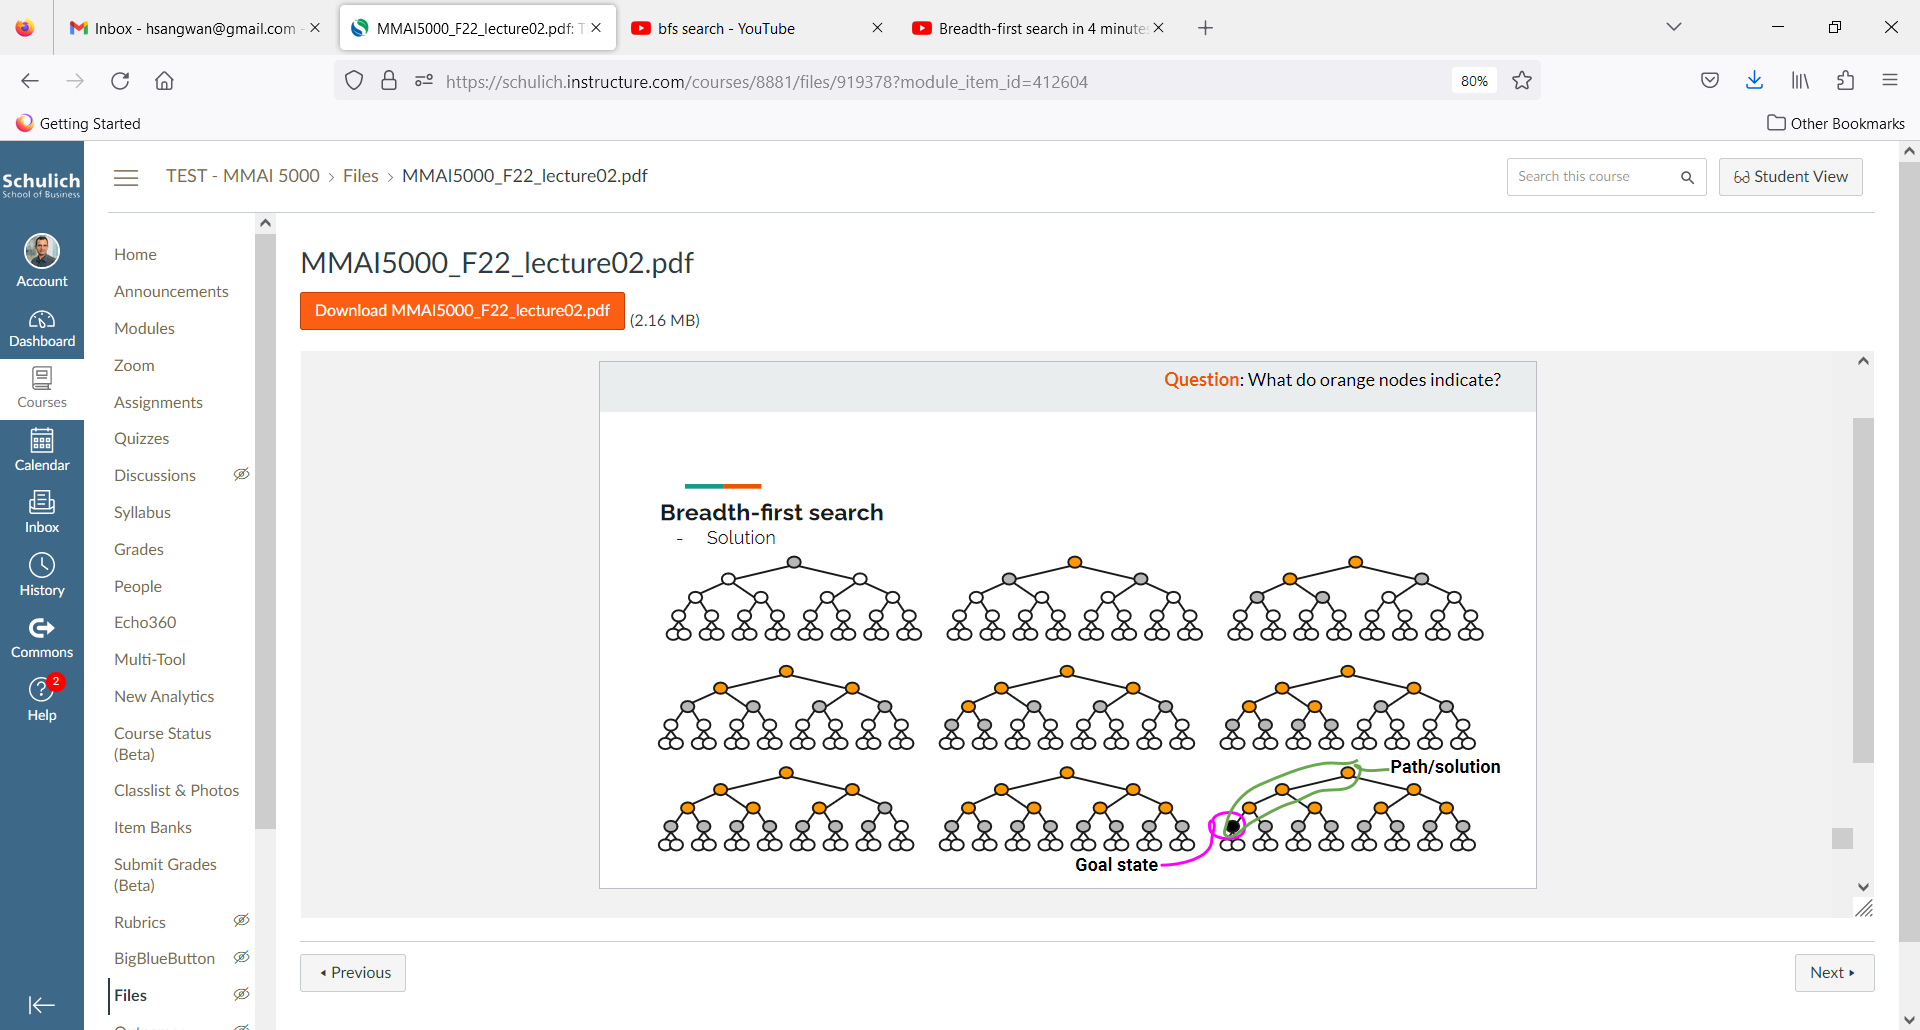 Inbox - hsangwan@gmail.com -
MMAI5000_F22_lecture02.pdf: T
bfs search - YouTube
Breadth-first search in 4 minute
https://schulich.instructure.com/courses/8881/files/919378?module_item_id=412604
80%
Getting Started
Other Bookmarks
Schulich
School of Business
Account
Dashboard
Courses
Calendar
Inbox
History
Commons
2
Help
TEST - MMAI 5000 › Files › MMAI5000_F22_lecture02.pdf
Search this course
Student View
Home
Announcements
Modules
Zoom
Assignments
Quizzes
Discussions
Syllabus
Grades
People
Echo360
Multi-Tool
New Analytics
Course Status
(Beta)
Classlist & Photos
Item Banks
Submit Grades
(Beta)
Rubrics
BigBlueButton
Files
MMAI5000_F22_lecture02.pdf
Download MMAI5000_F22_lecture02.pdf (2.16 MB)
Question: What do orange nodes indicate?
Breadth-first search
- Solution
Path/solution
Goal state
Previous
Next